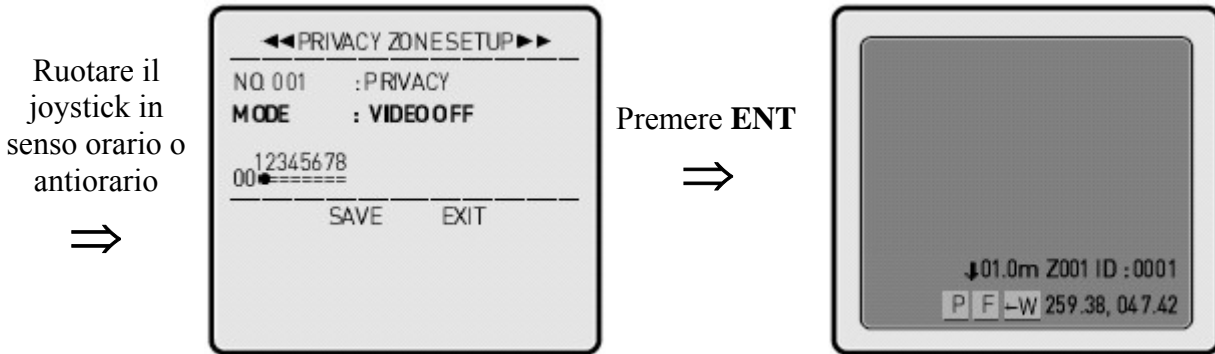 Ruotare il
joystick in
senso orario o
antiorario
⇒
◄◄PRIVACY ZONESETUP►►
NO. 001 :PRIVACY
MODE : VIDEO OFF
12345678
00●=======
SAVE EXIT
Premere ENT
⇒
01.0m Z001 ID :0001
P F ←W 259.38, 047.42